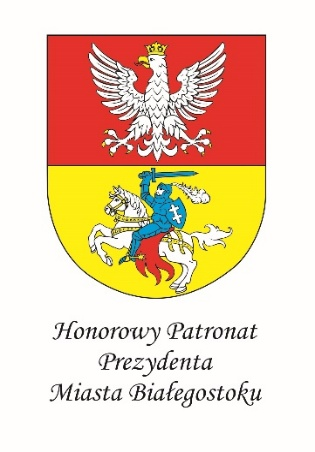 Honorowy Patronat
Prezydenta
Miasta Białegostoku